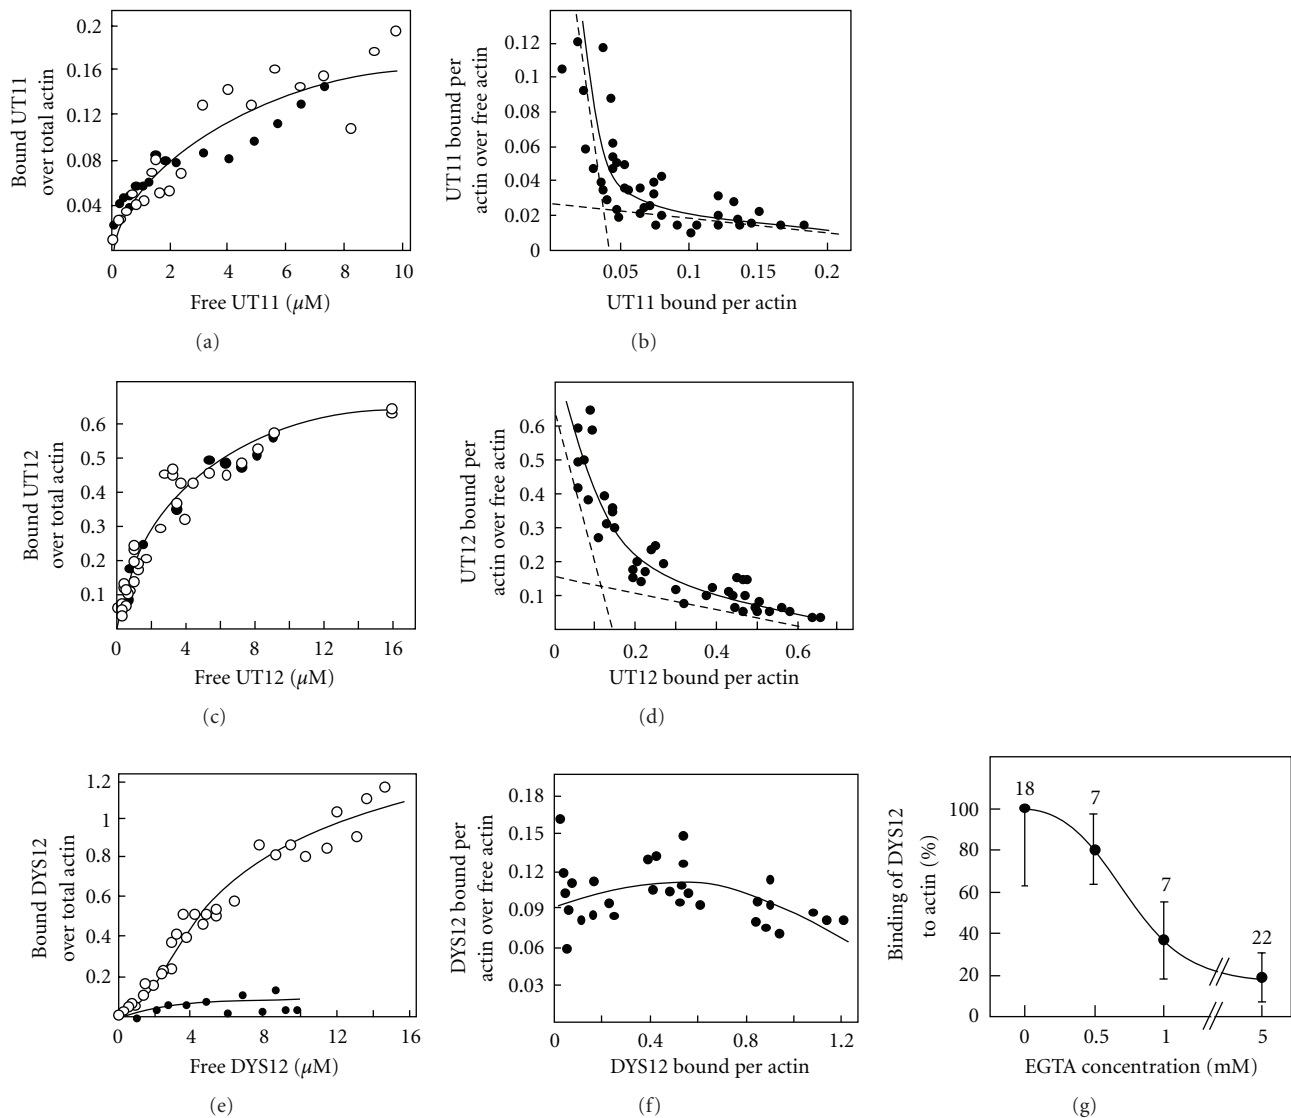 0.2
0.16
0.12
0.08
0.04
0 2 4 6 8 10
Bound UT11
over total actin
Free UT11 (μM)
(a)
0.12
0.1
0.08
0.06
0.04
0.02
0
0.05 0.1 0.15 0.2
UT11 bound per
actin over free actin
UT11 bound per actin
(b)
0.6
0.5
0.4
0.3
0.2
0.1
0 4 8 12 16
Bound UT12
over total actin
Free UT12 (μM)
(c)
0.6
0.5
0.4
0.3
0.2
0.1
0 0.2 0.4 0.6
UT12 bound per
actin over free actin
UT12 bound per actin
(d)
1.2
1
0.8
0.6
0.4
0.2
0 4 8 12 16
Bound DYS12
over total actin
Free DYS12 (μM)
(e)
0.18
0.15
0.12
0.09
0.06
0.03
0 0.4 0.8 1.2
DYS12 bound per
actin over free actin
DYS12 bound per actin
(f)
100
80
60
40
20
0
18
7
7
22
0 0.5 1 5
Binding of DYS12
to actin (%)
EGTA concentration (mM)
(g)